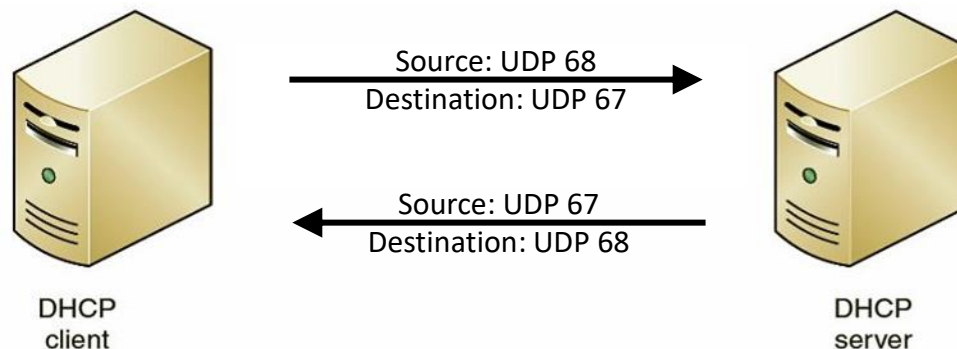 Source: UDP 68
Destination: UDP 67
Source: UDP 67
Destination: UDP 68
DHCP
client
DHCP
server